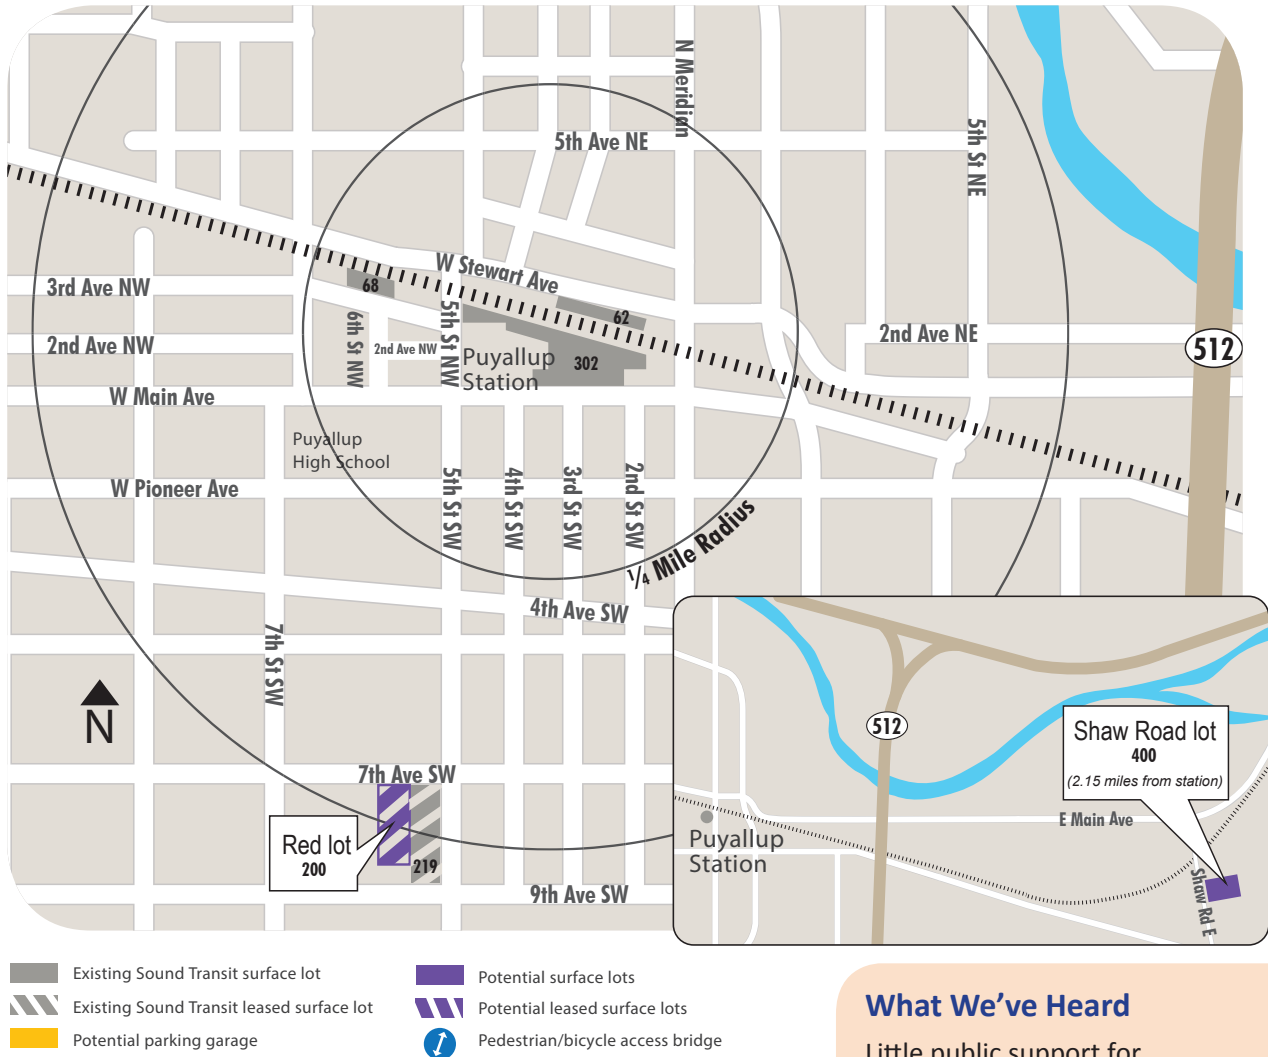 N Meridian
5th Ave NE
5th St NE
W Stewart Ave
3rd Ave NW
68
62
6th St NW
5th St NW
2nd Ave NE
512
2nd Ave NW
2nd Ave NW
Puyallup
Station
302
W Main Ave
Puyallup
High School
W Pioneer Ave
5th St SW
4th St SW
3rd St SW
2nd St SW
1/4 Mile Radius
4th Ave SW
7th St SW
N
7th Ave SW
Red lot
200
219
9th Ave SW
512
Shaw Road lot
400
(2.15 miles from station)
E Main Ave
Puyallup
Station
Shaw Rd E
Existing Sound Transit surface lot
Existing Sound Transit leased surface lot
Potential parking garage
Potential surface lots
Potential leased surface lots
Pedestrian/bicycle access bridge
What We've Heard
Little public support for